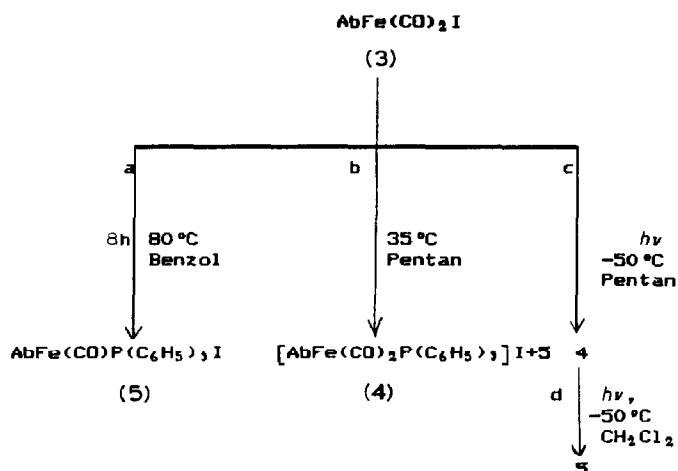 AbFe(CO)₂I
(3)
a b c
8h 80°C 35°C hν
Benzol Pentan -50°C
Pentan
AbFe(CO)P(C₆H₅)₃I [AbFe(CO)₂P(C₆H₅)₃]I+5 4
(5) (4) d hν,
-50°C
CH₂Cl₂
5